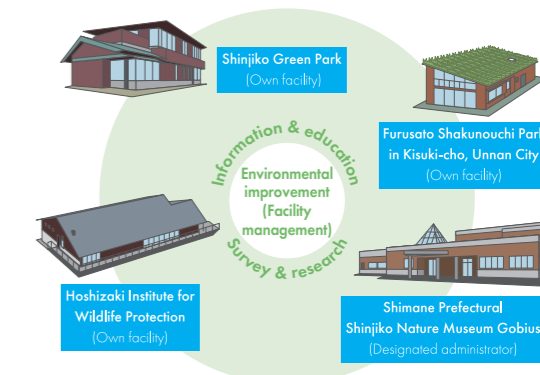 Shinjiko Green Park
(Own facility)
Furusato Shakunouchi Park
in Kisuki-cho, Unnan City
(Own facility)
Information & education
Environmental
improvement
(Facility
management)
Survey & research
Hoshizaki Institute for
Wildlife Protection
(Own facility)
Shimane Prefectural
Shinjiko Nature Museum Gobius
(Designated administrator)